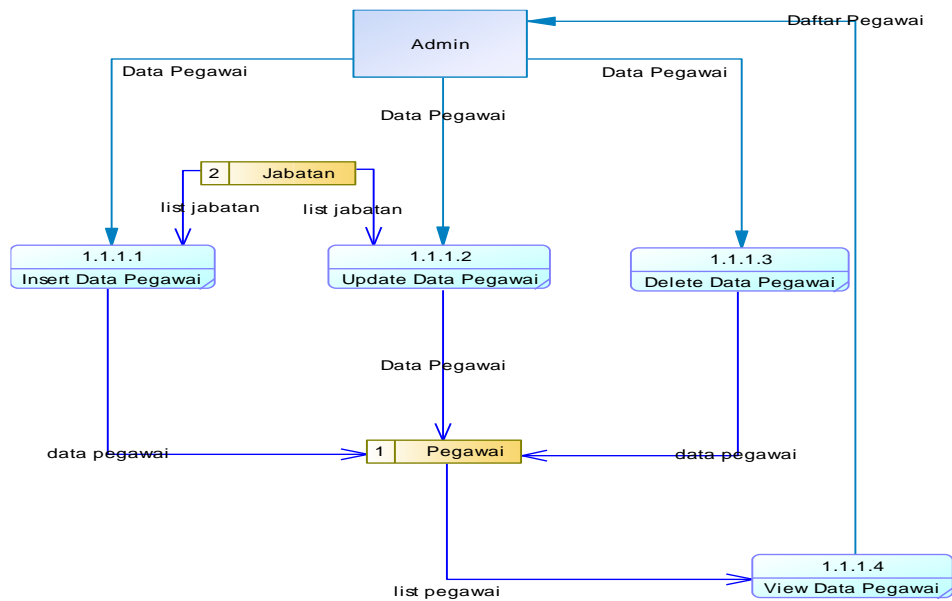 Daftar Pegawai
Admin
Data Pegawai
Data Pegawai
Data Pegawai
2 Jabatan
list jabatan
list jabatan
1.1.1.1
Insert Data Pegawai
1.1.1.2
Update Data Pegawai
1.1.1.3
Delete Data Pegawai
Data Pegawai
data pegawai
1 Pegawai
data pegawai
1.1.1.4
View Data Pegawai
list pegawai